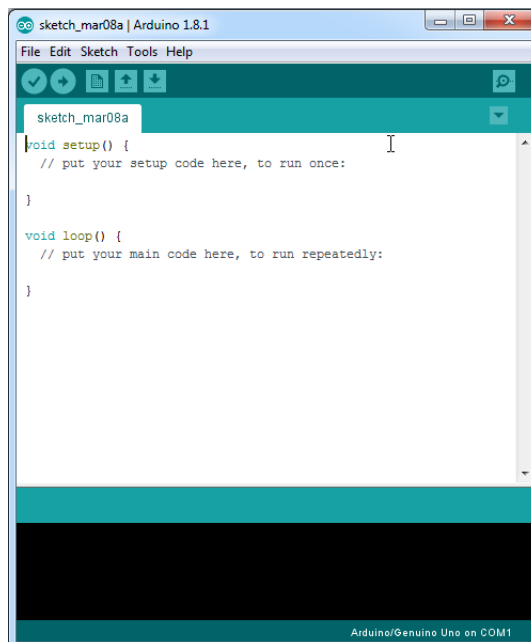 sketch_mar08a | Arduino 1.8.1
File Edit Sketch Tools Help
sketch_mar08a
void setup() {
// put your setup code here, to run once:
}
void loop() {
// put your main code here, to run repeatedly:
}
Arduino/Genuino Uno on COM1